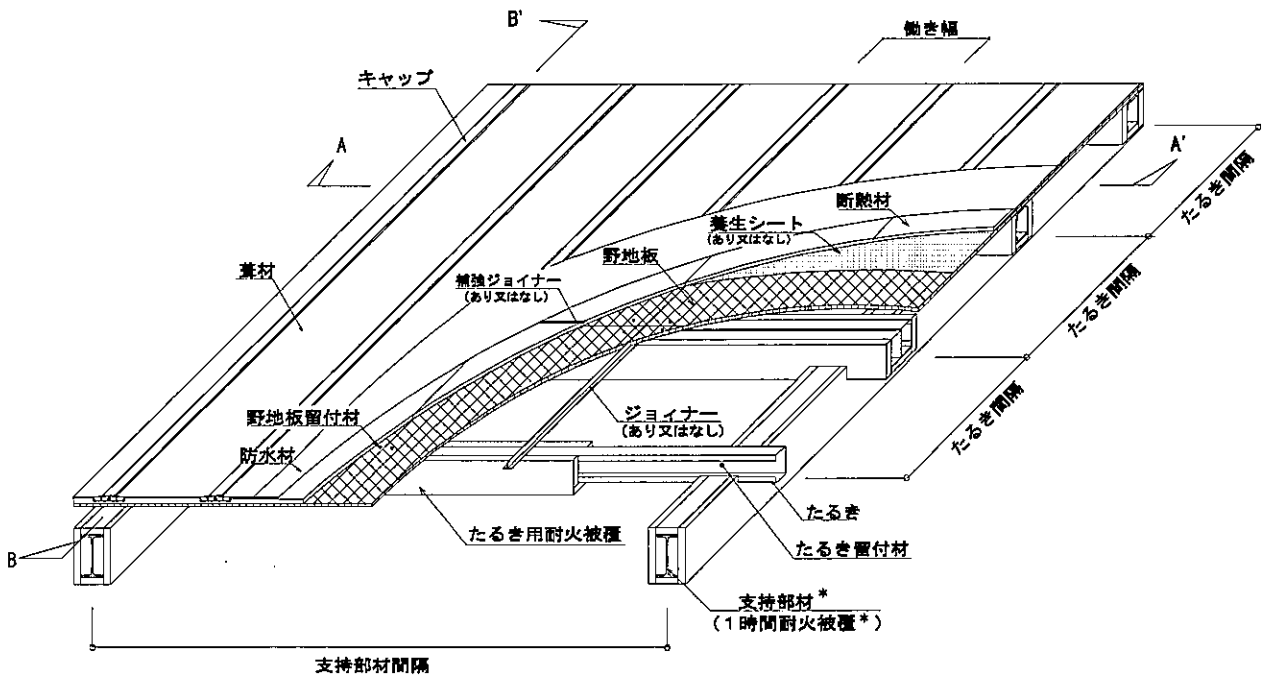 B'
働き幅
キャップ
A
A'
たるき間隔
断熱材
養生シート
(あり又はなし)
野地板
補強ジョイナー
(あり又はなし)
葺材
たるき間隔
ジョイナー
(あり又はなし)
たるき間隔
野地板留付材
防水材
たるき
たるき用耐火被覆
たるき留付材
B
支持部材*
(1時間耐火被覆*)
支持部材間隔